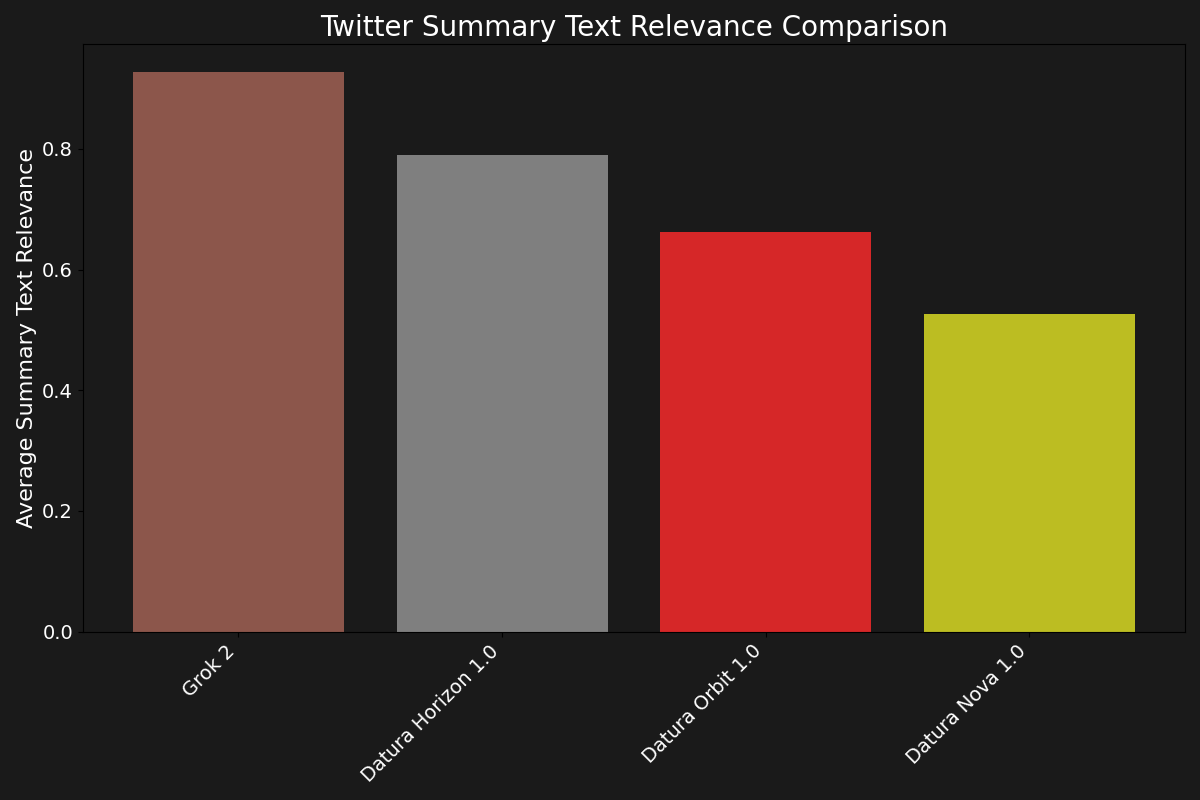 Twitter Summary Text Relevance Comparison
Average Summary Text Relevance
0.8
0.6
0.4
0.2
0.0
Grok 2
Datura Horizon 1.0
Datura Orbit 1.0
Datura Nova 1.0